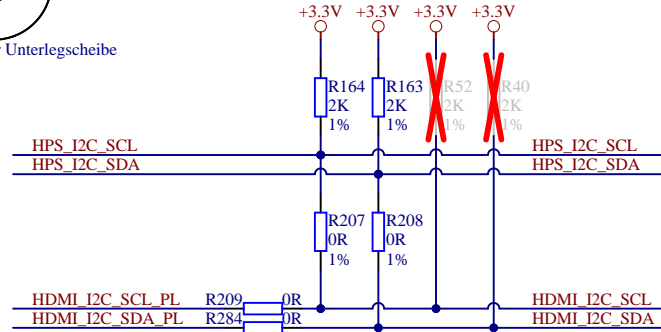 +3.3V +3.3V +3.3V +3.3V
Unterlegscheibe
R164 R163 R52 R40
2K 2K 2K 2K
1% 1% 1% 1%
HPS_I2C_SCL HPS_I2C_SCL
HPS_I2C_SDA HPS_I2C_SDA
R207 R208
0R 0R
1% 1%
HDMI_I2C_SCL_PL R209 0R HDMI_I2C_SCL
HDMI_I2C_SDA_PL R284 0R HDMI_I2C_SDA